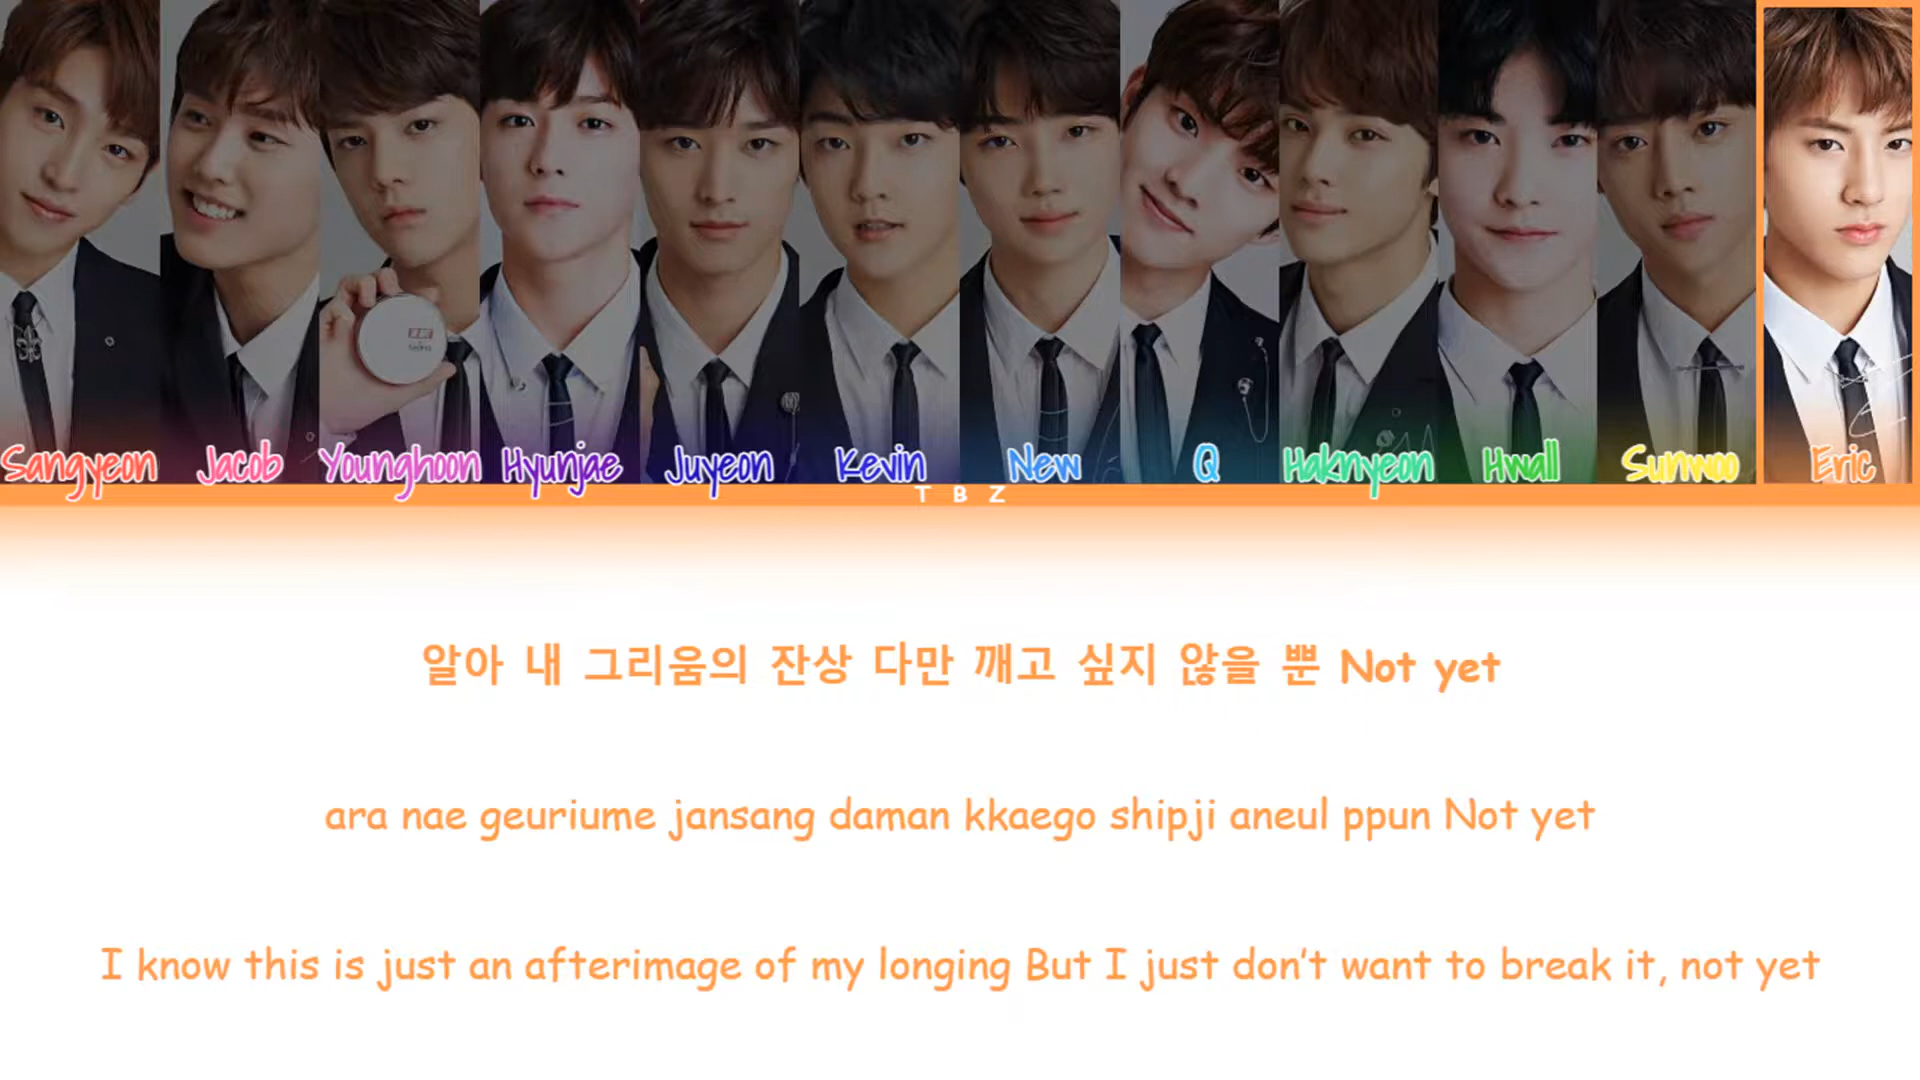 Sangyeon Jacob Younghoon Hyunjae Juyeon Kevin New Q Haknyeon Hwall Sunwoo Eric
T B Z
알아 내 그리움의 잔상 다만 깨고 싶지 않을 뿐 Not yet
ara nae geuriume jansang daman kkaego shipji aneul ppun Not yet
I know this is just an afterimage of my longing But I just don't want to break it, not yet